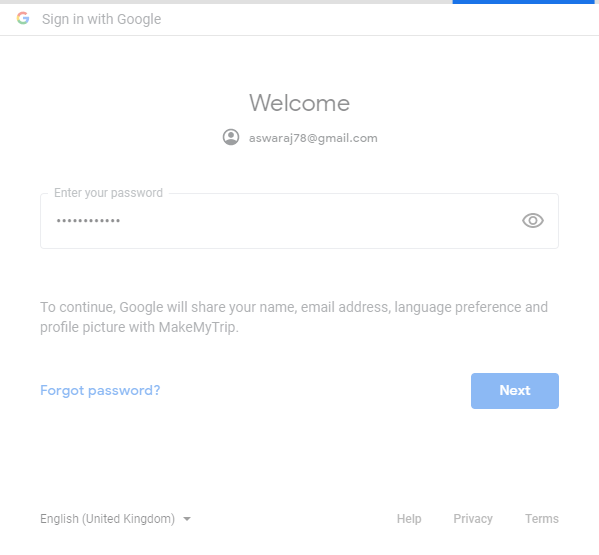 Sign in with Google
Welcome
aswaraj78@gmail.com
Enter your password
••••••••••••
To continue, Google will share your name, email address, language preference and
profile picture with MakeMyTrip.
Forgot password?
Next
English (United Kingdom)
Help Privacy Terms